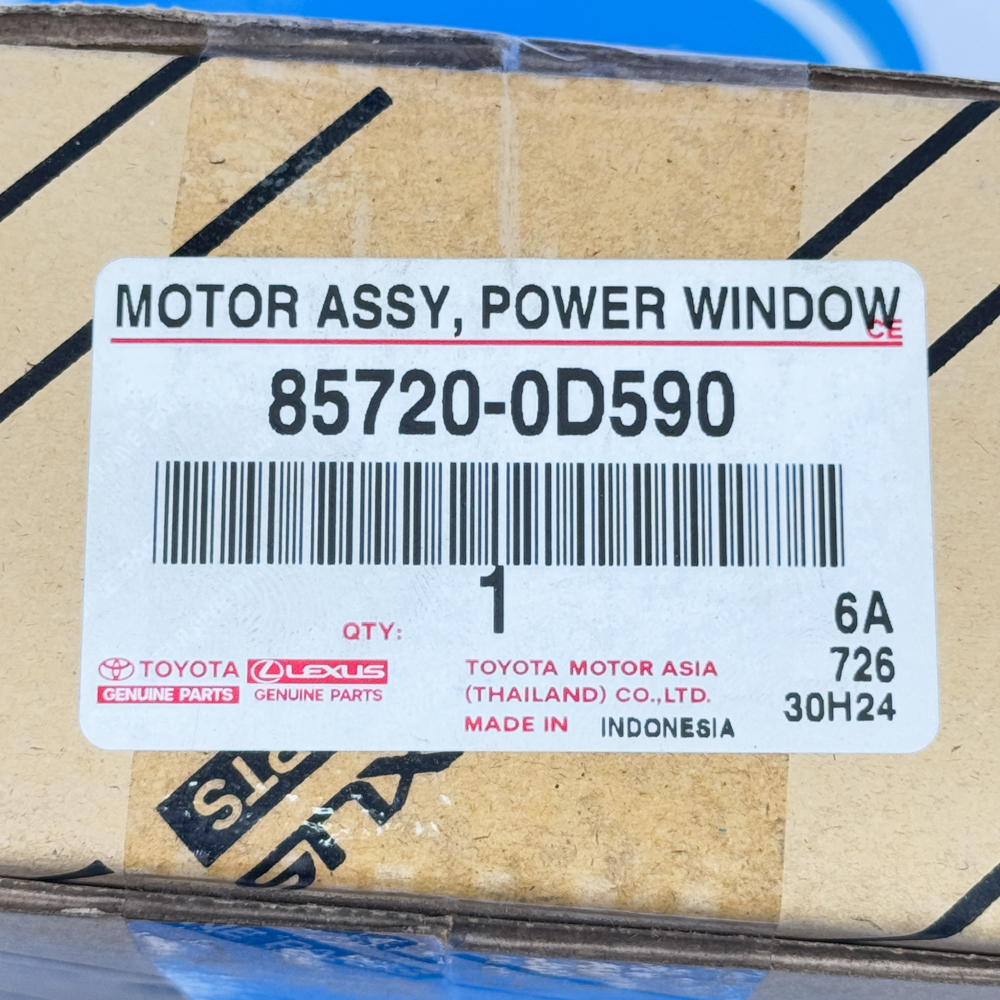 MOTOR ASSY, POWER WINDOW
CE
85720-0D590
1
QTY:
6A
726
30H24
TOYOTA
GENUINE PARTS
LEXUS
GENUINE PARTS
TOYOTA MOTOR ASIA
(THAILAND) CO.,LTD.
MADE IN INDONESIA